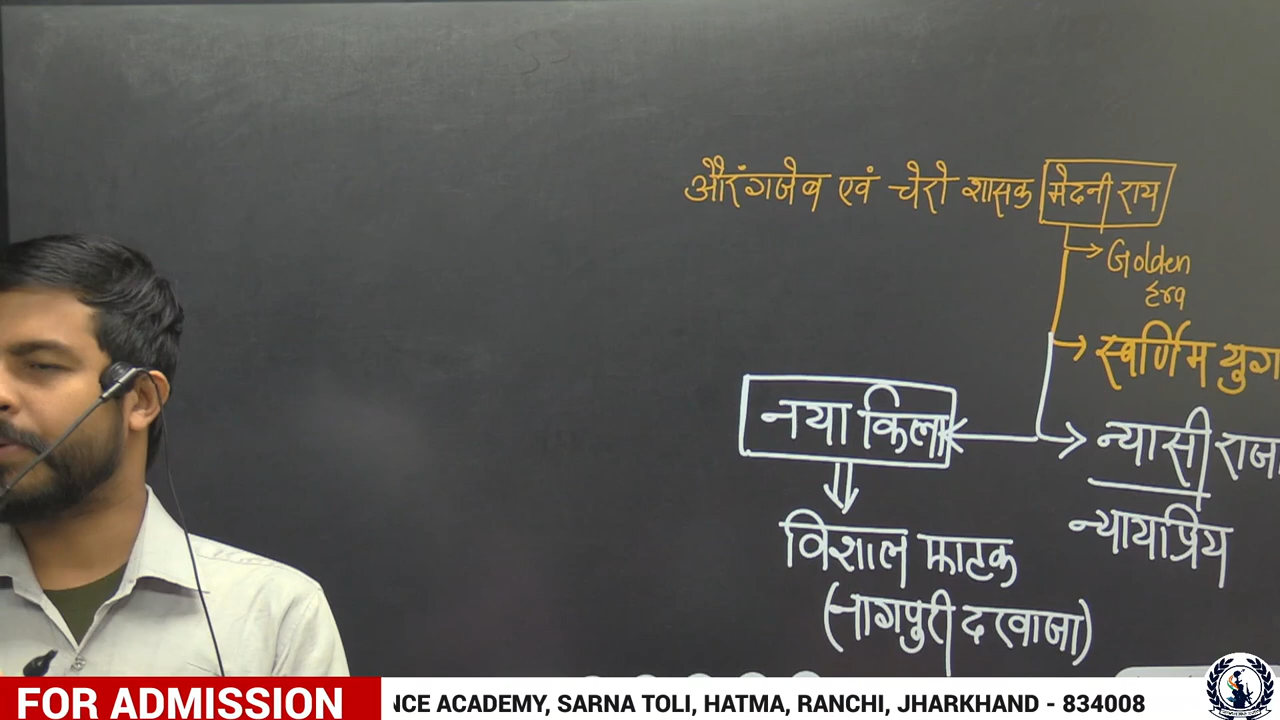 औरंगजेब एवं चेरो शासक मेदनी राय
Golden
Era
स्वर्णिम युग
नया किला
न्यासी राजा
न्यायप्रिय
विशाल फाटक
(नागपुरी दरवाजा)
FOR ADMISSION
NCE ACADEMY, SARNA TOLI, HATMA, RANCHI, JHARKHAND - 834008